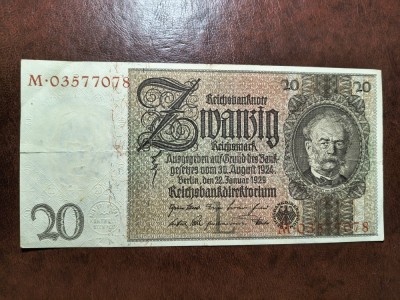 M·03577078
20
20
Reichsbanknote
Zwanzig
Reichsmark
Ausgegeben auf Grund des Bank-
gesetzes vom 30. August 1924
Berlin, den 22. Januar 1929
Reichsbankdirektorium
20
M·03577078